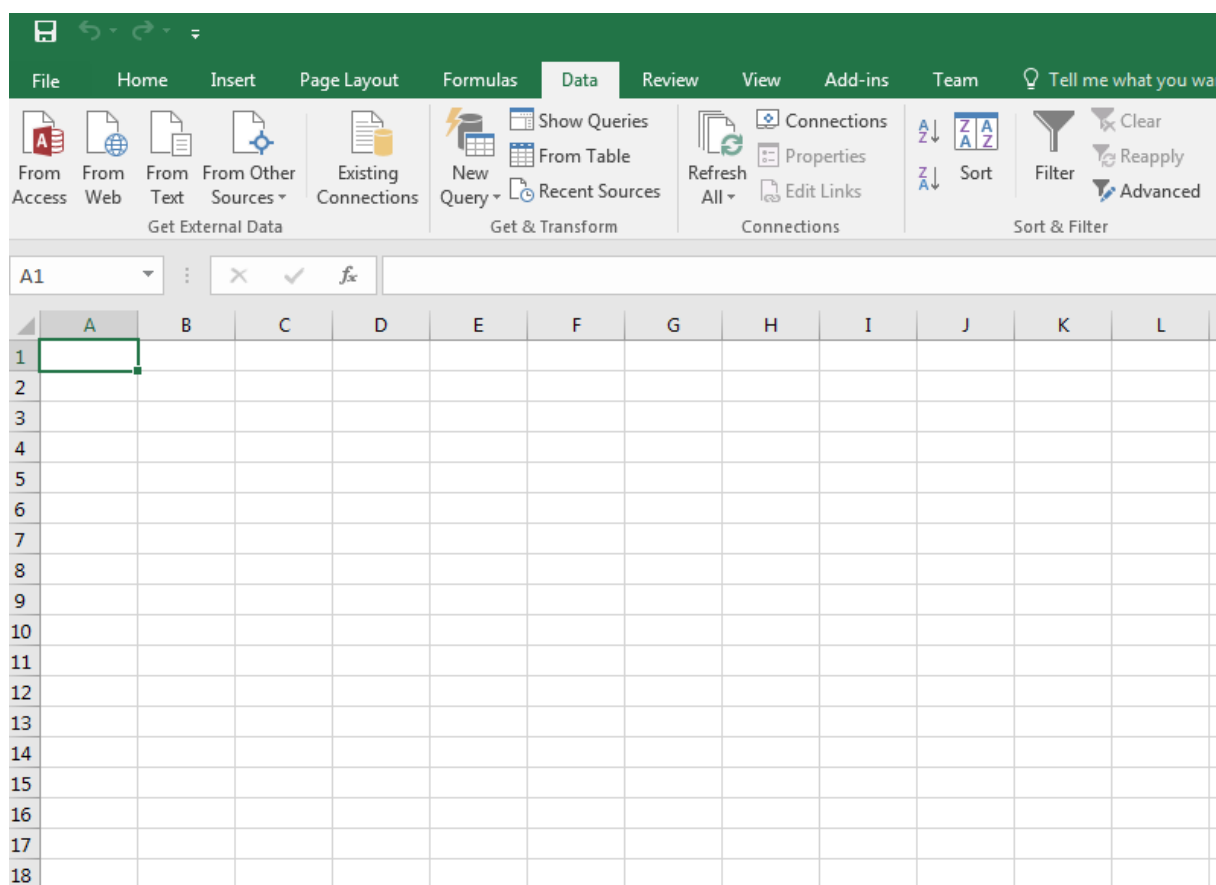 File Home Insert Page Layout Formulas Data Review View Add-ins Team Tell me what you wa
From Access
From Web
From Text
From Other Sources
Existing Connections
Get External Data
New Query
Show Queries
From Table
Recent Sources
Get & Transform
Refresh All
Connections
Properties
Edit Links
Connections
Sort
Filter
Clear
Reapply
Advanced
Sort & Filter
A1 fx
A B C D E F G H I J K L
1
2
3
4
5
6
7
8
9
10
11
12
13
14
15
16
17
18